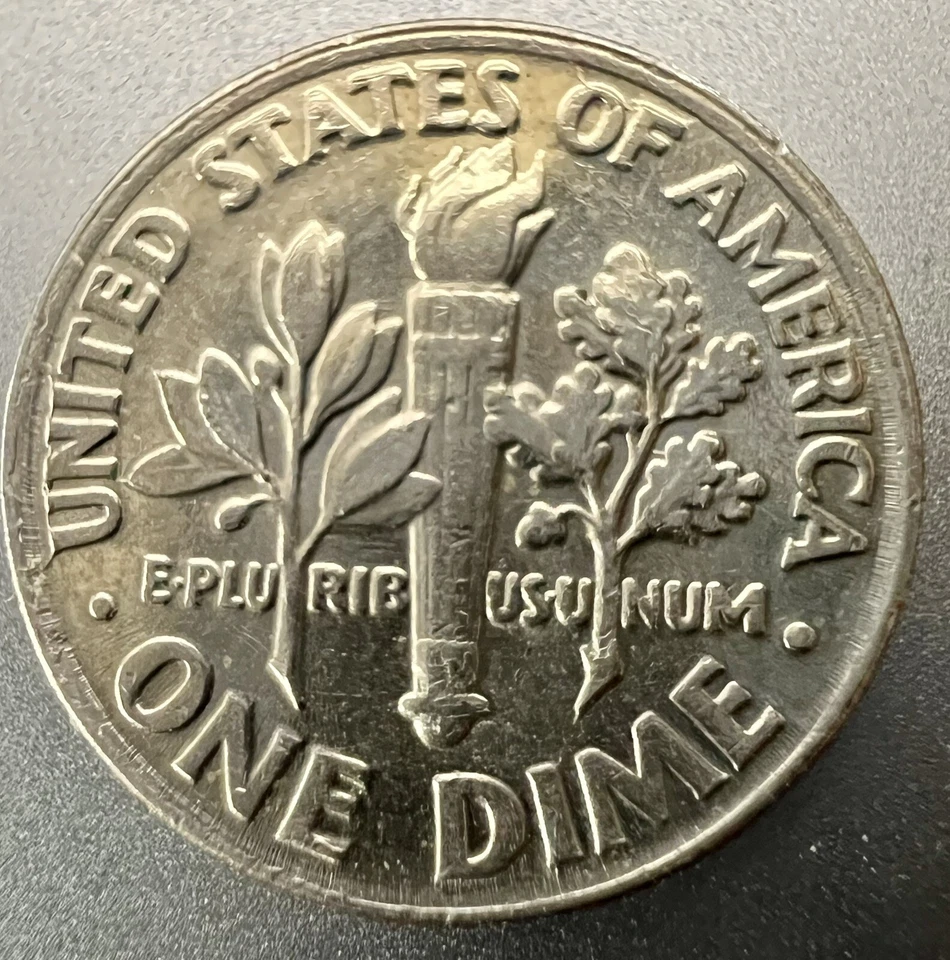 UNITED STATES OF AMERICA
E·PLURIBUS·UNUM
• ONE DIME •